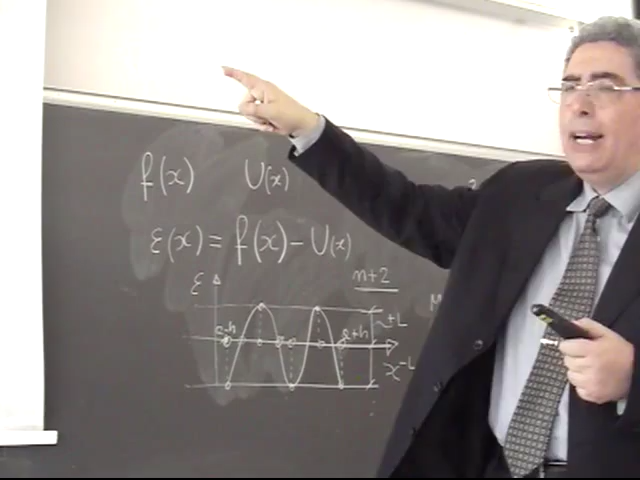 f(x) U(x)
ε(x) = f(x) - U(x)
n+2
ε
+L
a-h a+h
x -L
M